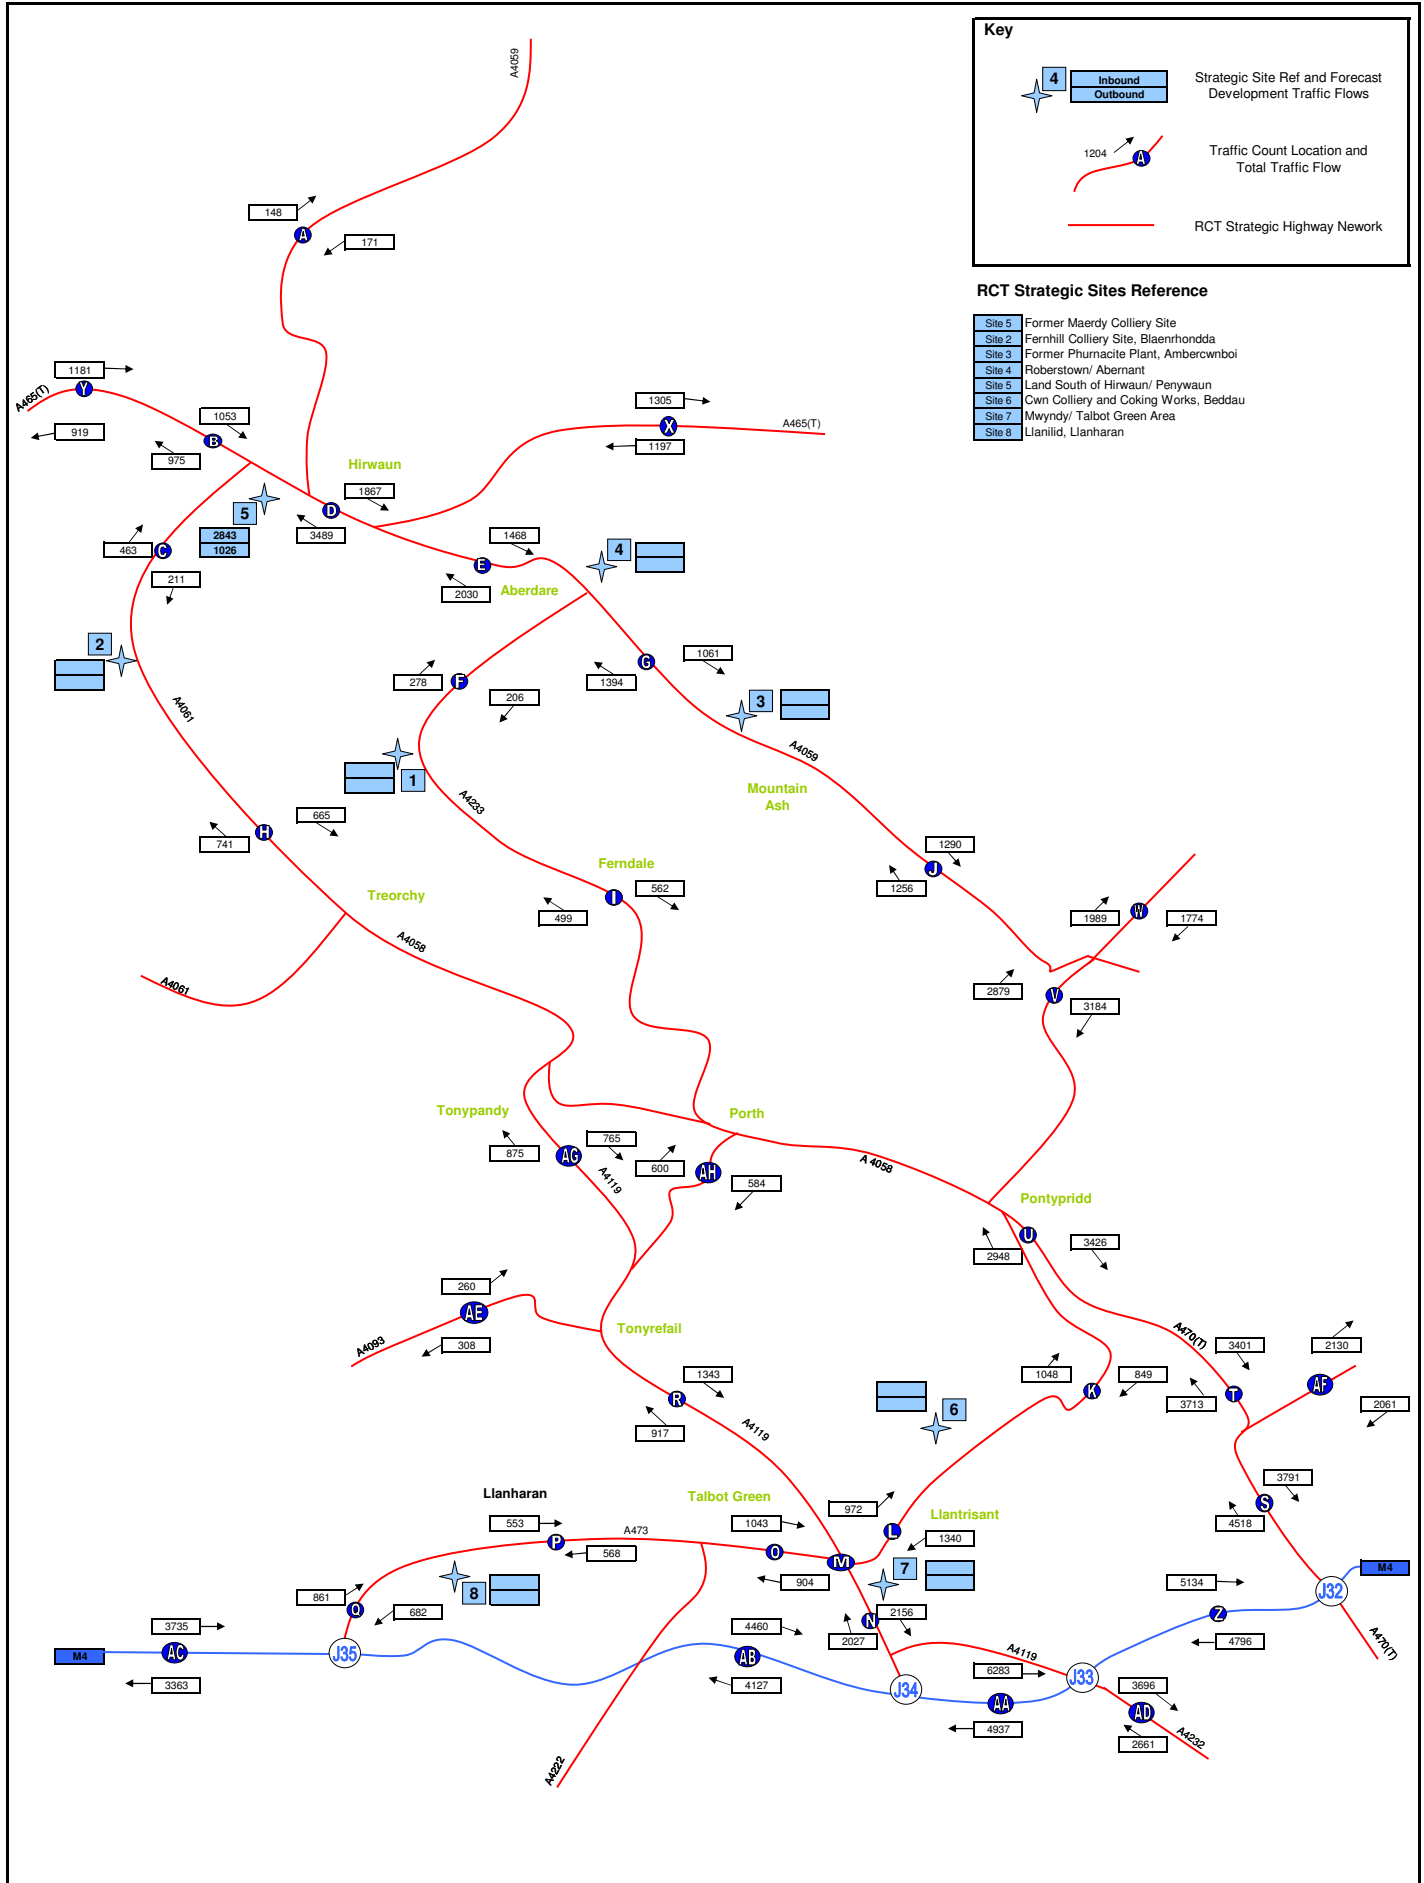 Key
4
Inbound
Outbound
Strategic Site Ref and Forecast
Development Traffic Flows
1204
A
Traffic Count Location and
Total Traffic Flow
RCT Strategic Highway Nework
RCT Strategic Sites Reference
Site 5 Former Maerdy Colliery Site
Site 2 Fernhill Colliery Site, Blaenrhondda
Site 3 Former Phurnacite Plant, Ambercwnboi
Site 4 Roberstown/ Abernant
Site 5 Land South of Hirwaun/ Penywaun
Site 6 Cwn Colliery and Coking Works, Beddau
Site 7 Mwyndy/ Talbot Green Area
Site 8 Llanilid, Llanharan
A4059
148
A
171
1181
Y
A465(T)
919
1053
B
975
1305
X
A465(T)
1197
Hirwaun
1867
D
3489
5
2843
1026
463
C
211
1468
E
2030
Aberdare
4
2
278
F
206
1061
G
1394
3
A4061
1
A4233
A4059
Mountain
Ash
665
H
741
Treorchy
Ferndale
562
I
499
1290
J
1256
1989
W
1774
A4058
A4061
2879
V
3184
Tonypandy
Porth
765
875
AG
600
AH
584
A4119
A 4058
Pontypridd
U
2948
3426
260
AE
308
A4093
Tonyrefail
1343
R
917
A4119
6
1048
K
849
A470(T)
3401
T
3713
2130
AF
2061
3791
S
4518
Llanharan
553
P
568
A473
Talbot Green
1043
O
904
M
972
L
1340
Llantrisant
7
8
861
Q
682
N
2156
2027
3735
M4
AC
3363
J35
4460
AB
4127
J34
A4119
6283
AA
4937
J33
5134
Z
4796
J32
M4
A470(T)
3696
AD
2661
A4232
A4222